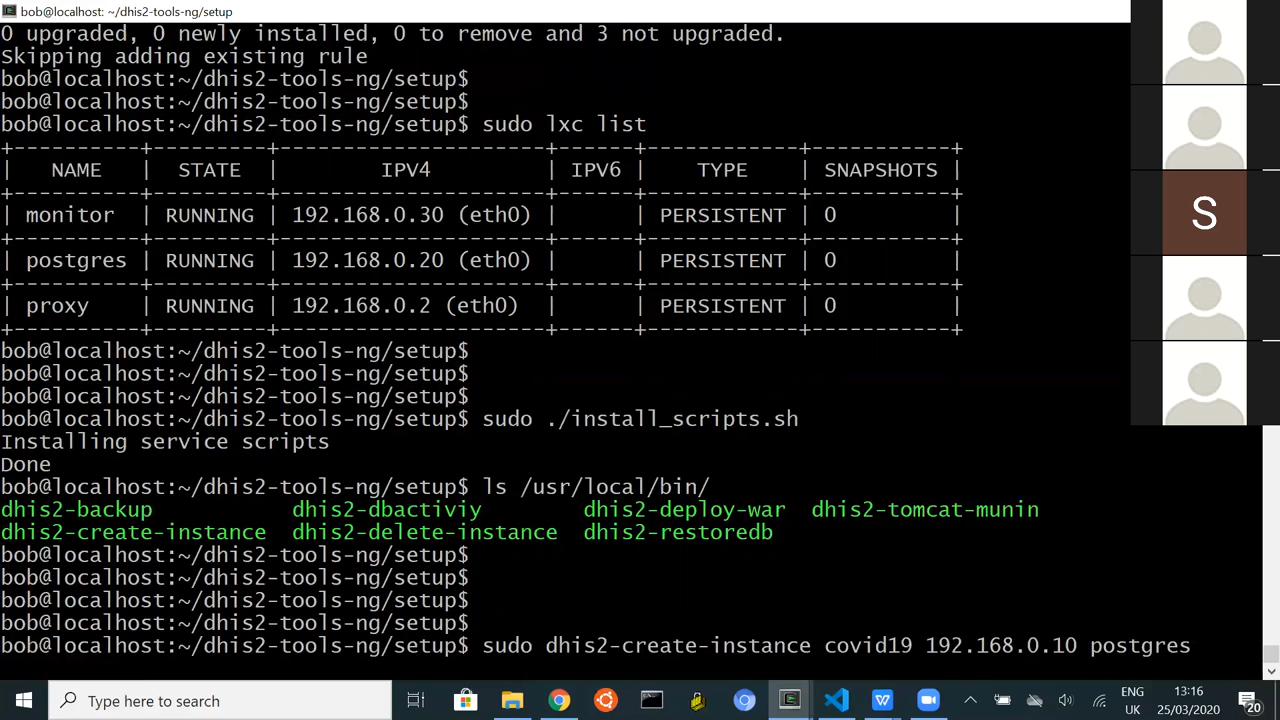 bob@localhost: ~/dhis2-tools-ng/setup
0 upgraded, 0 newly installed, 0 to remove and 3 not upgraded.
Skipping adding existing rule
bob@localhost:~/dhis2-tools-ng/setup$
bob@localhost:~/dhis2-tools-ng/setup$
bob@localhost:~/dhis2-tools-ng/setup$ sudo lxc list
+----------+---------+---------------------+------+------------+-----------+
|   NAME   |  STATE  |        IPV4         | IPV6 |    TYPE    | SNAPSHOTS |
+----------+---------+---------------------+------+------------+-----------+
| monitor  | RUNNING | 192.168.0.30 (eth0) |      | PERSISTENT | 0         |
+----------+---------+---------------------+------+------------+-----------+
| postgres | RUNNING | 192.168.0.20 (eth0) |      | PERSISTENT | 0         |
+----------+---------+---------------------+------+------------+-----------+
| proxy    | RUNNING | 192.168.0.2 (eth0)  |      | PERSISTENT | 0         |
+----------+---------+---------------------+------+------------+-----------+
bob@localhost:~/dhis2-tools-ng/setup$
bob@localhost:~/dhis2-tools-ng/setup$
bob@localhost:~/dhis2-tools-ng/setup$
bob@localhost:~/dhis2-tools-ng/setup$ sudo ./install_scripts.sh
Installing service scripts
Done
bob@localhost:~/dhis2-tools-ng/setup$ ls /usr/local/bin/
dhis2-backup dhis2-dbactiviy dhis2-deploy-war dhis2-tomcat-munin
dhis2-create-instance dhis2-delete-instance dhis2-restoredb
bob@localhost:~/dhis2-tools-ng/setup$
bob@localhost:~/dhis2-tools-ng/setup$
bob@localhost:~/dhis2-tools-ng/setup$
bob@localhost:~/dhis2-tools-ng/setup$
bob@localhost:~/dhis2-tools-ng/setup$ sudo dhis2-create-instance covid19 192.168.0.10 postgres
S
Type here to search
ENG
UK
13:16
25/03/2020
20